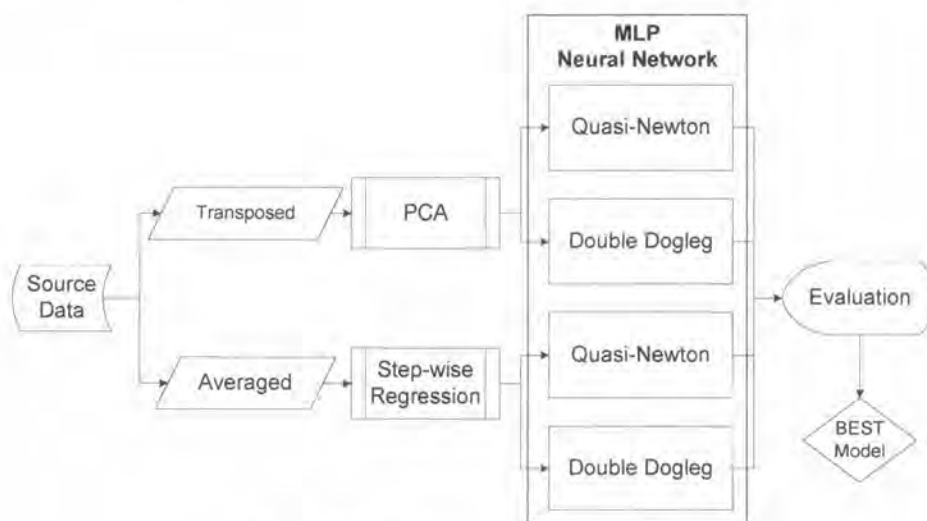 MLP
Neural Network
Quasi-Newton
Transposed
PCA
Double Dogleg
Source
Data
Evaluation
Quasi-Newton
Averaged
Step-wise
Regression
BEST
Model
Double Dogleg